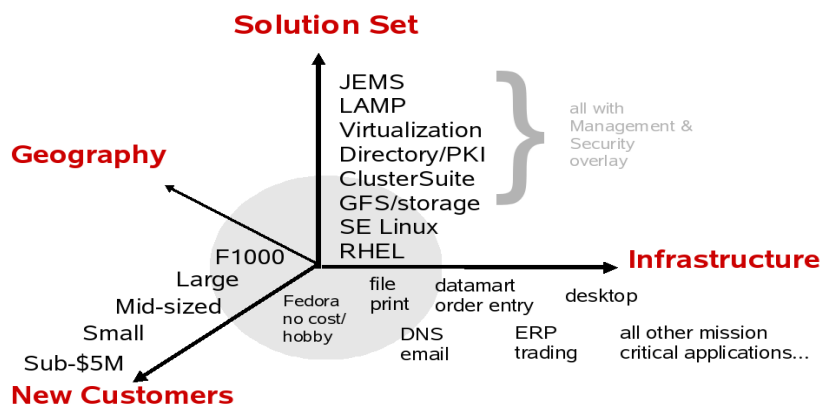 Solution Set
JEMS
LAMP
Virtualization
Directory/PKI
ClusterSuite
GFS/storage
SE Linux
RHEL
all with
Management &
Security
overlay
Geography
F1000
Large
Mid-sized
Small
Sub-$5M
New Customers
Infrastructure
Fedora
no cost/
hobby
file
print
DNS
email
datamart
order entry
ERP
trading
desktop
all other mission
critical applications...